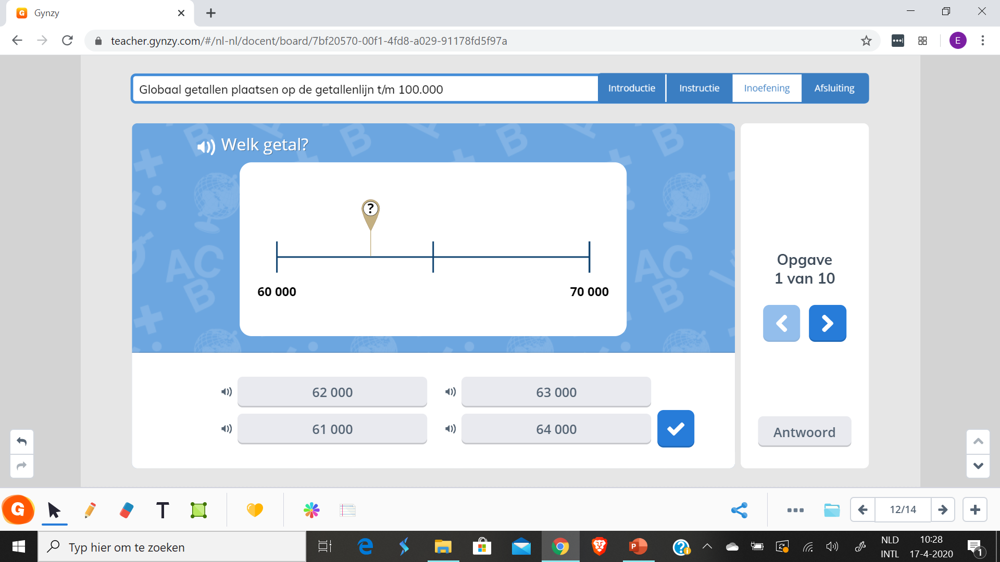 Gynzy
teacher.gynzy.com/#/nl-nl/docent/board/7bf20570-00f1-4fd8-a029-91178fd5f97a
E
Globaal getallen plaatsen op de getallenlijn t/m 100.000
Introductie
Instructie
Inoefening
Afsluiting
Welk getal?
?
60 000
70 000
Opgave
1 van 10
62 000
63 000
61 000
64 000
Antwoord
G
T
12/14
Typ hier om te zoeken
NLD
INTL
10:28
17-4-2020
1